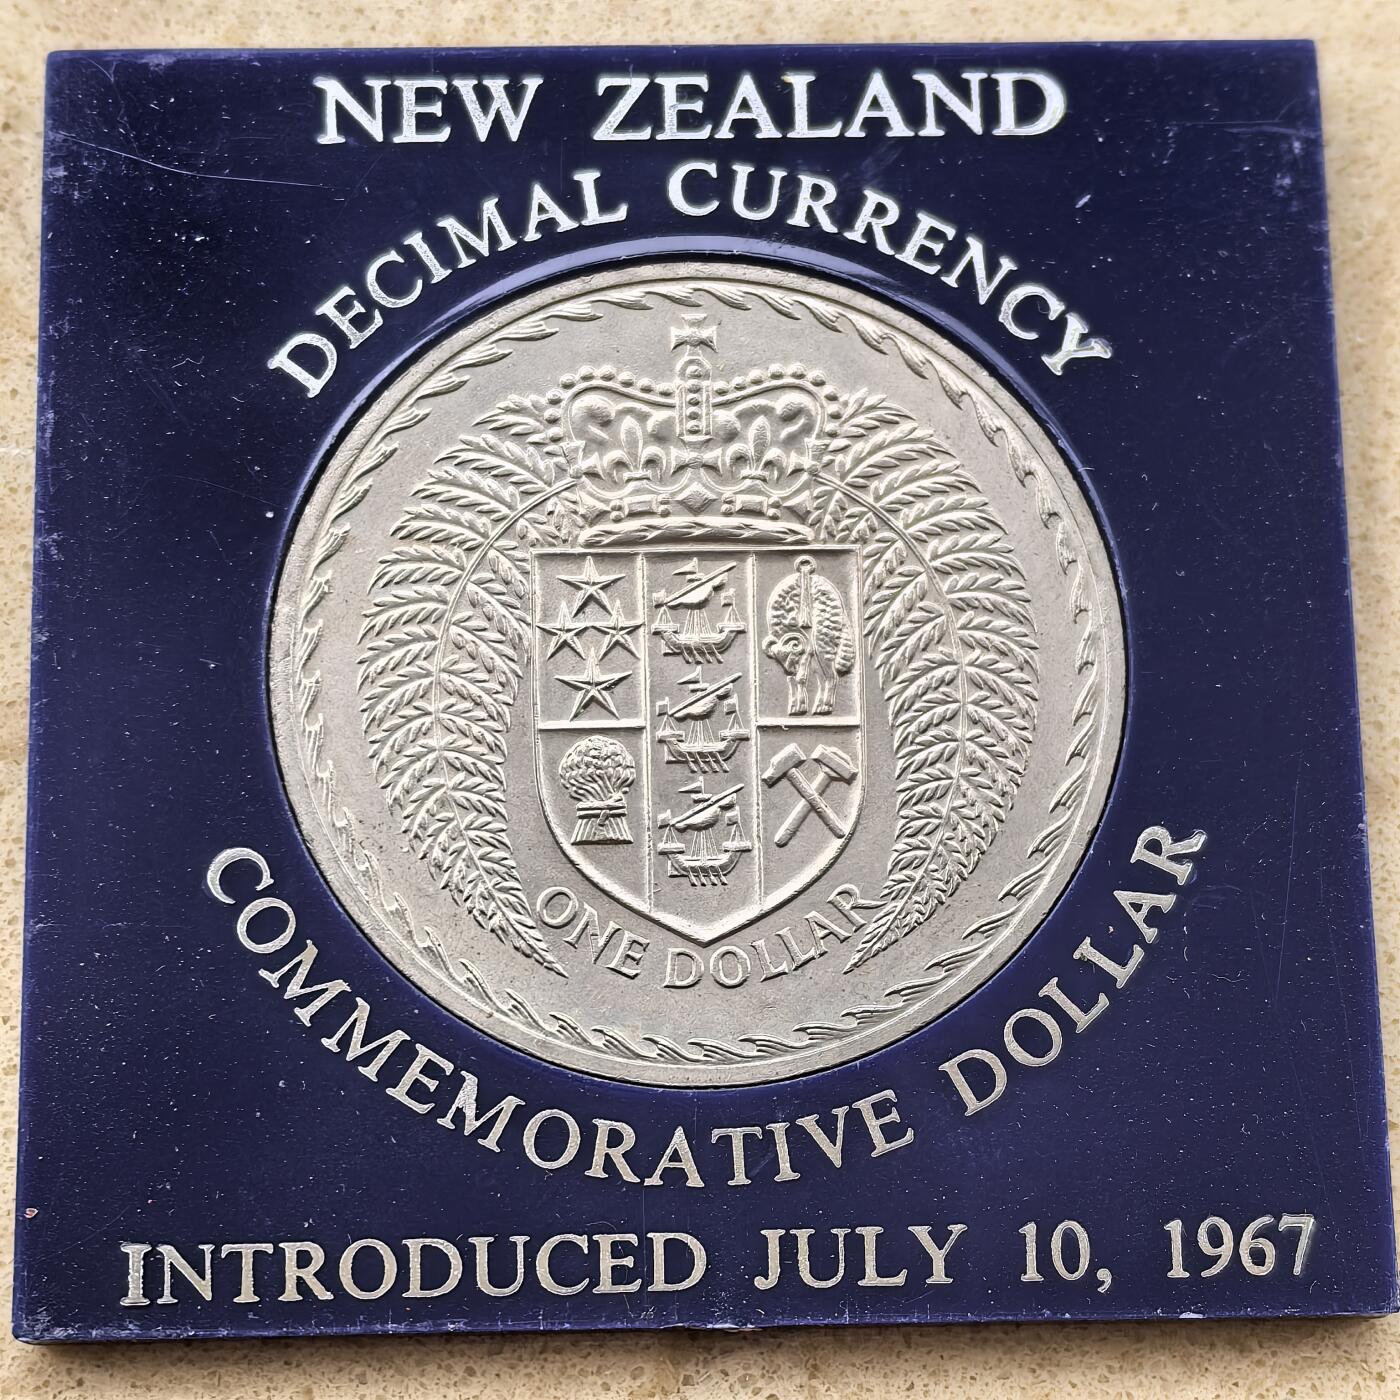 NEW ZEALAND
DECIMAL CURRENCY
ONE DOLLAR
COMMEMORATIVE DOLLAR
INTRODUCED JULY 10, 1967